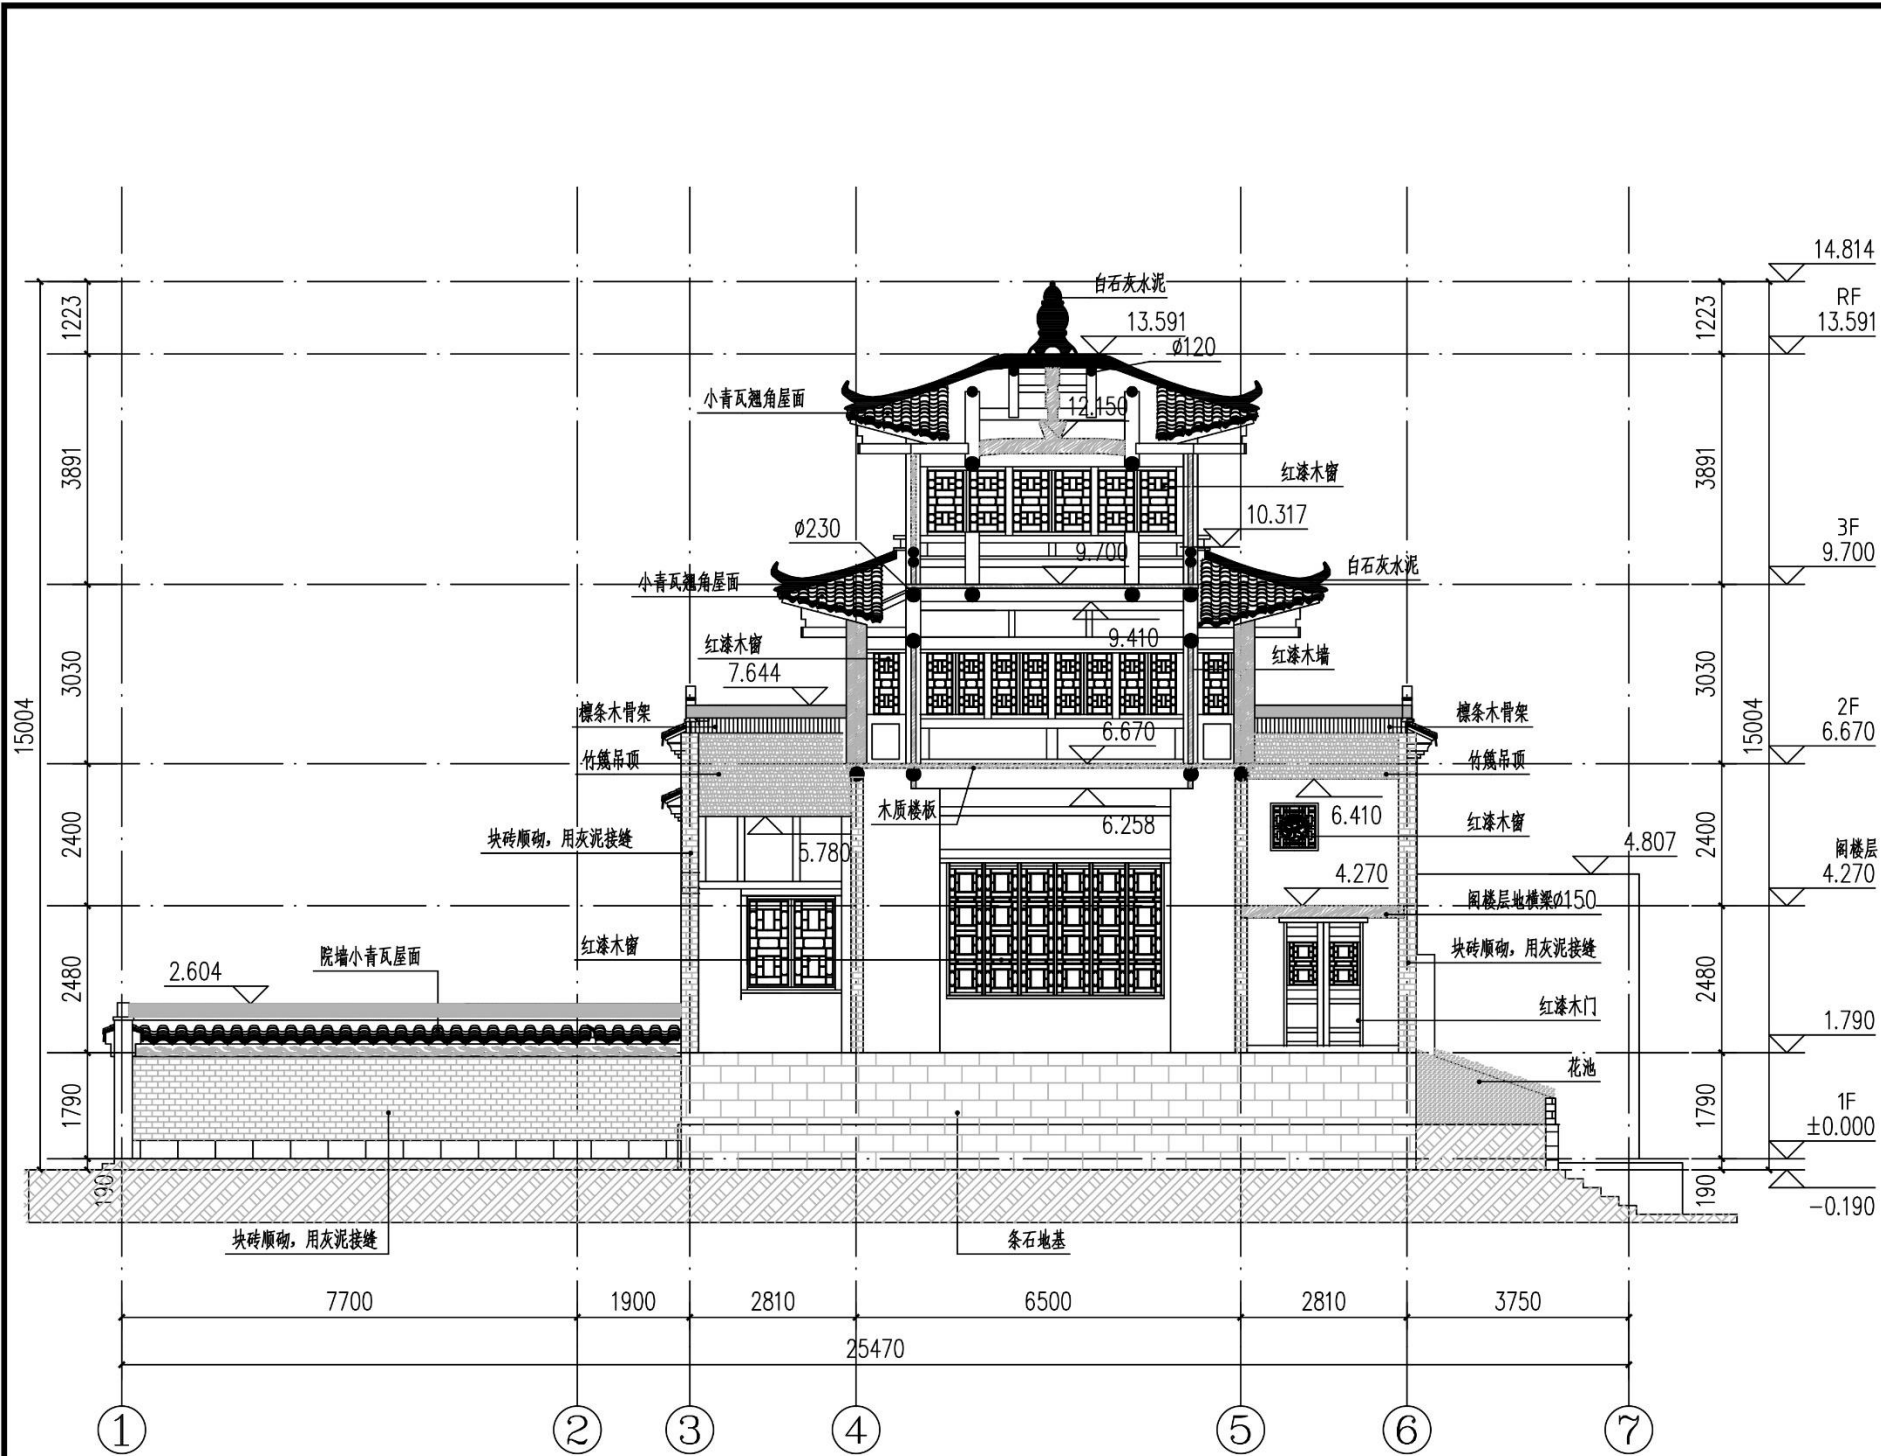 14.814
RF
13.591
3F
9.700
2F
6.670
阁楼层
4.270
1.790
1F
±0.000
-0.190
1223
3891
3030
2400
2480
1790
190
15004
1223
3891
3030
2400
2480
1790
190
15004
白石灰水泥
13.591
ø120
小青瓦翘角屋面
12.150
红漆木窗
10.317
ø230
9.700
白石灰水泥
小青瓦翘角屋面
9.410
红漆木窗
7.644
红漆木墙
檩条木骨架
6.670
檩条木骨架
竹篾吊顶
竹篾吊顶
木质楼板
6.258
6.410
红漆木窗
块砖顺砌，用灰泥接缝
5.780
4.807
4.270
阁楼层地横梁ø150
红漆木窗
块砖顺砌，用灰泥接缝
院墙小青瓦屋面
2.604
红漆木门
花池
块砖顺砌，用灰泥接缝
条石地基
7700
1900
2810
6500
2810
3750
25470
1
2
3
4
5
6
7